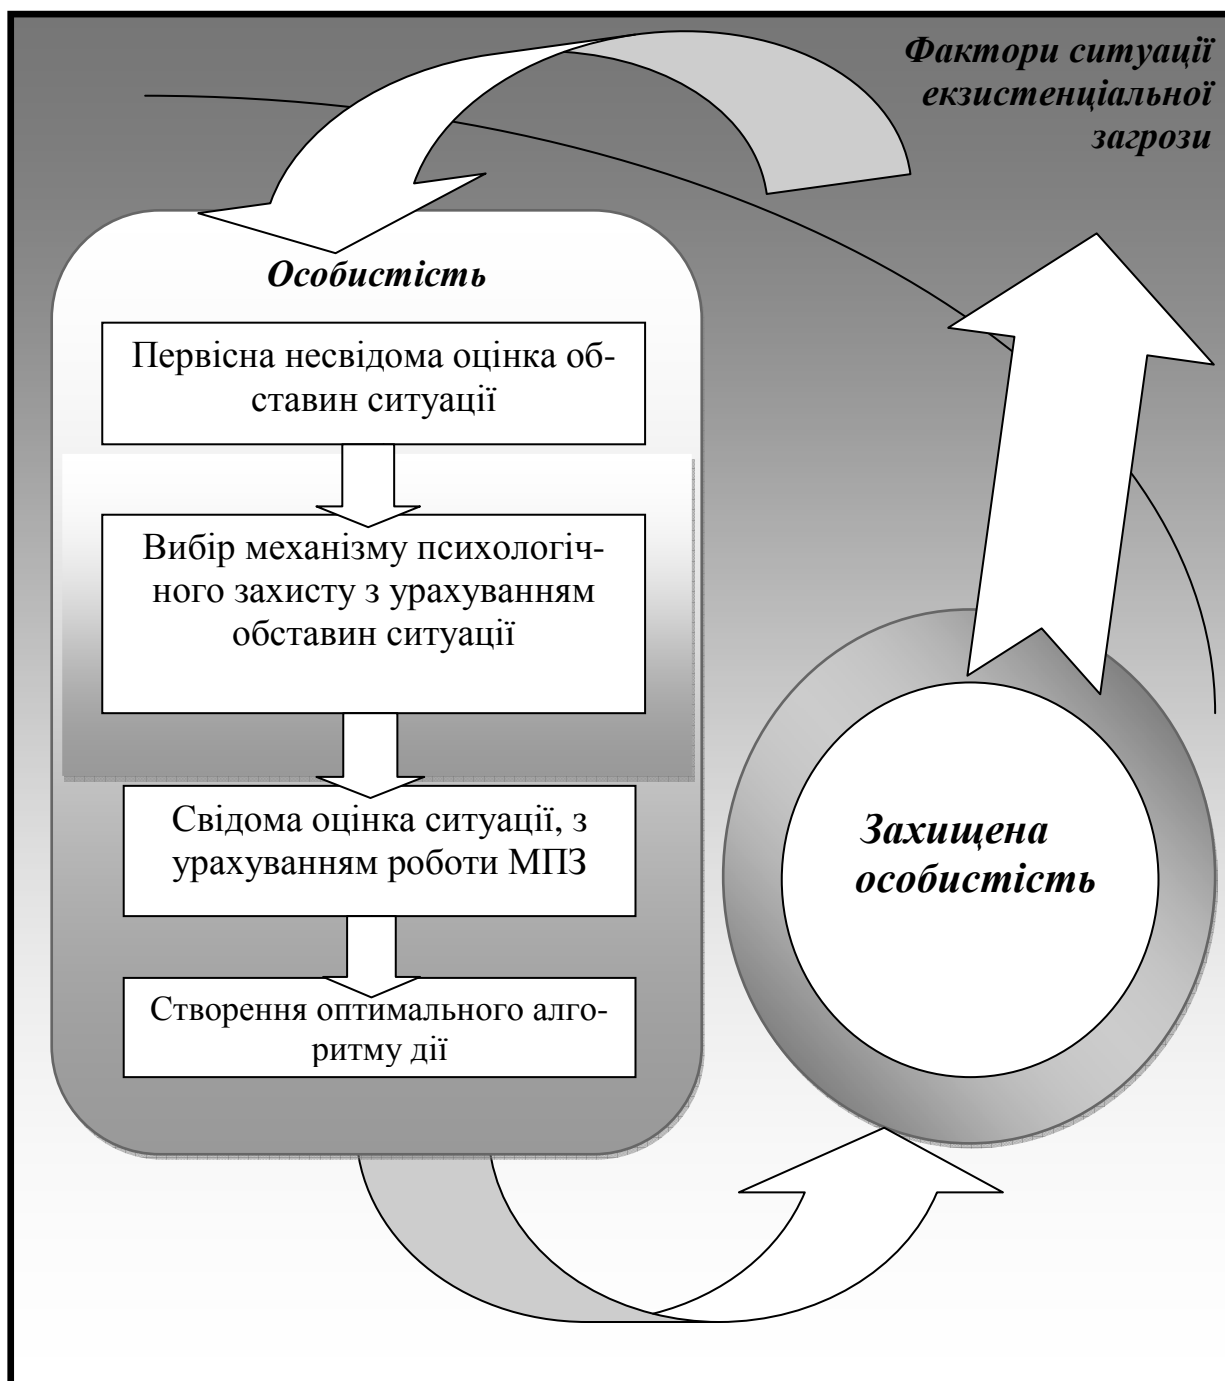 Фактори ситуації
екзистенціальної
загрози
Особистість
Первісна несвідома оцінка об-
ставин ситуації
Вибір механізму психологіч-
ного захисту з урахуванням
обставин ситуації
Свідома оцінка ситуації, з
урахуванням роботи МПЗ
Створення оптимального алго-
ритму дії
Захищена
особистість